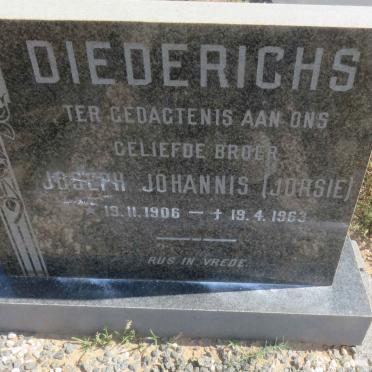 DIEDERICHS
TER GEDAGTENIS AAN ONS
GELIEFDE BROER
JOSEPH JOHANNIS (JORSIE)
* 19.11.1906 — † 19.4.1963
RUS IN VREDE.